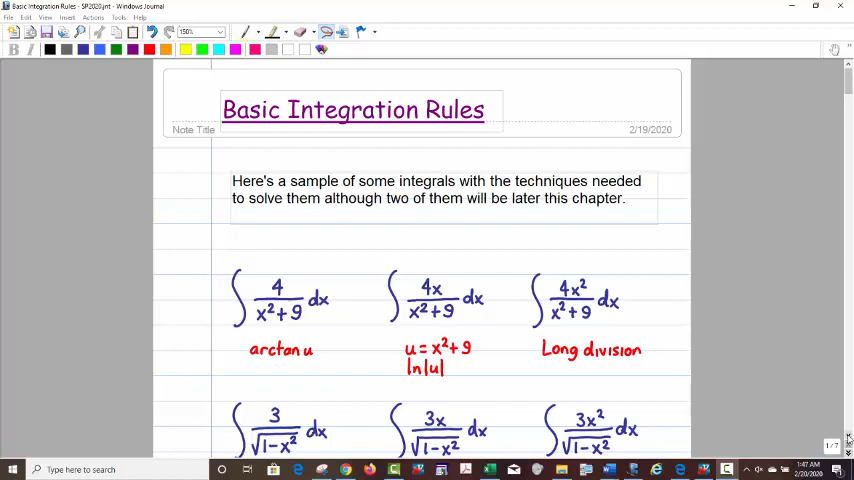 Basic Integration Rules - SP2020.jnt - Windows Journal
File Edit View Insert Actions Tools Help
150%
B I
Basic Integration Rules
Note Title 2/19/2020
Here's a sample of some integrals with the techniques needed
to solve them although two of them will be later this chapter.
∫ 4/(x²+9) dx ∫ 4x/(x²+9) dx ∫ 4x²/(x²+9) dx
arctan u u = x²+9 Long division
ln|u|
∫ 3/√(1-x²) dx ∫ 3x/√(1-x²) dx ∫ 3x²/√(1-x²) dx
1/7
Type here to search
1:47 AM
2/20/2020